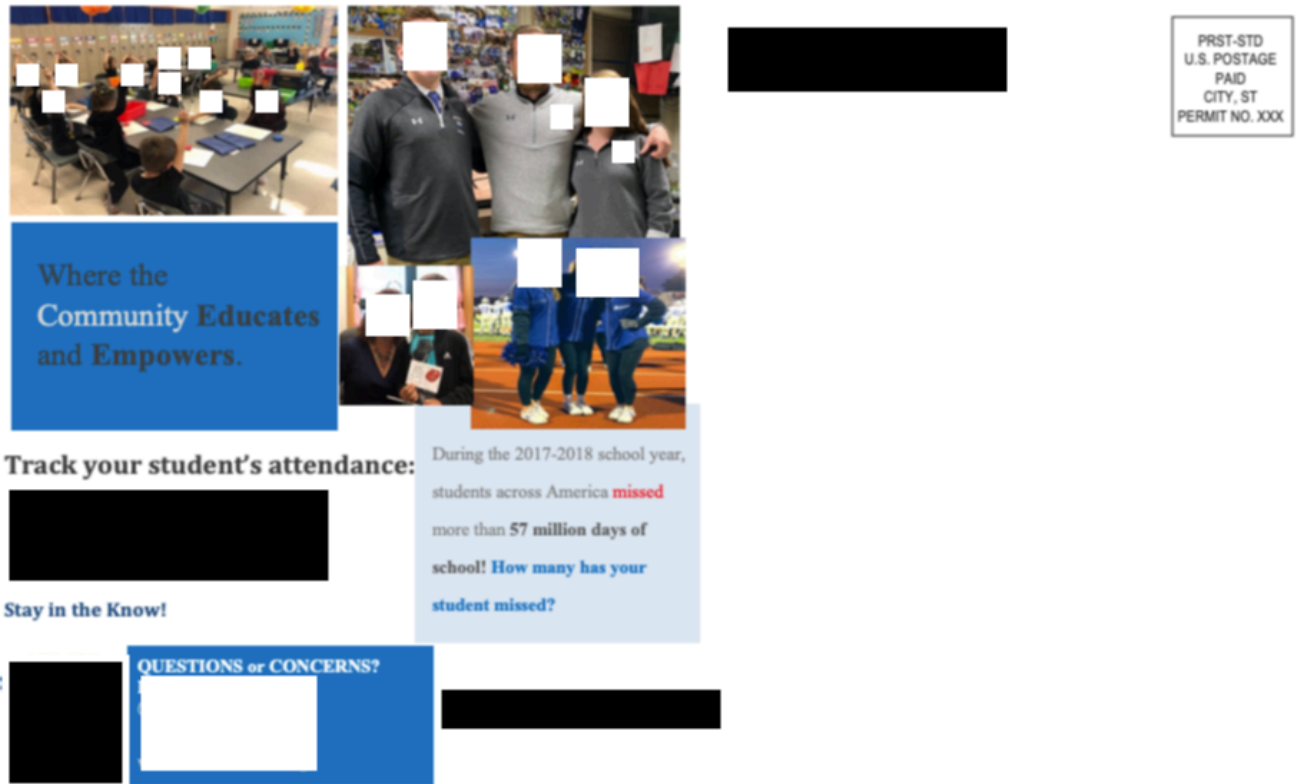 PRST-STD
U.S. POSTAGE
PAID
CITY, ST
PERMIT NO. XXX
Where the
Community Educates
and Empowers.
Track your student's attendance:
During the 2017-2018 school year,
students across America missed
more than 57 million days of
school! How many has your
student missed?
Stay in the Know!
QUESTIONS or CONCERNS?